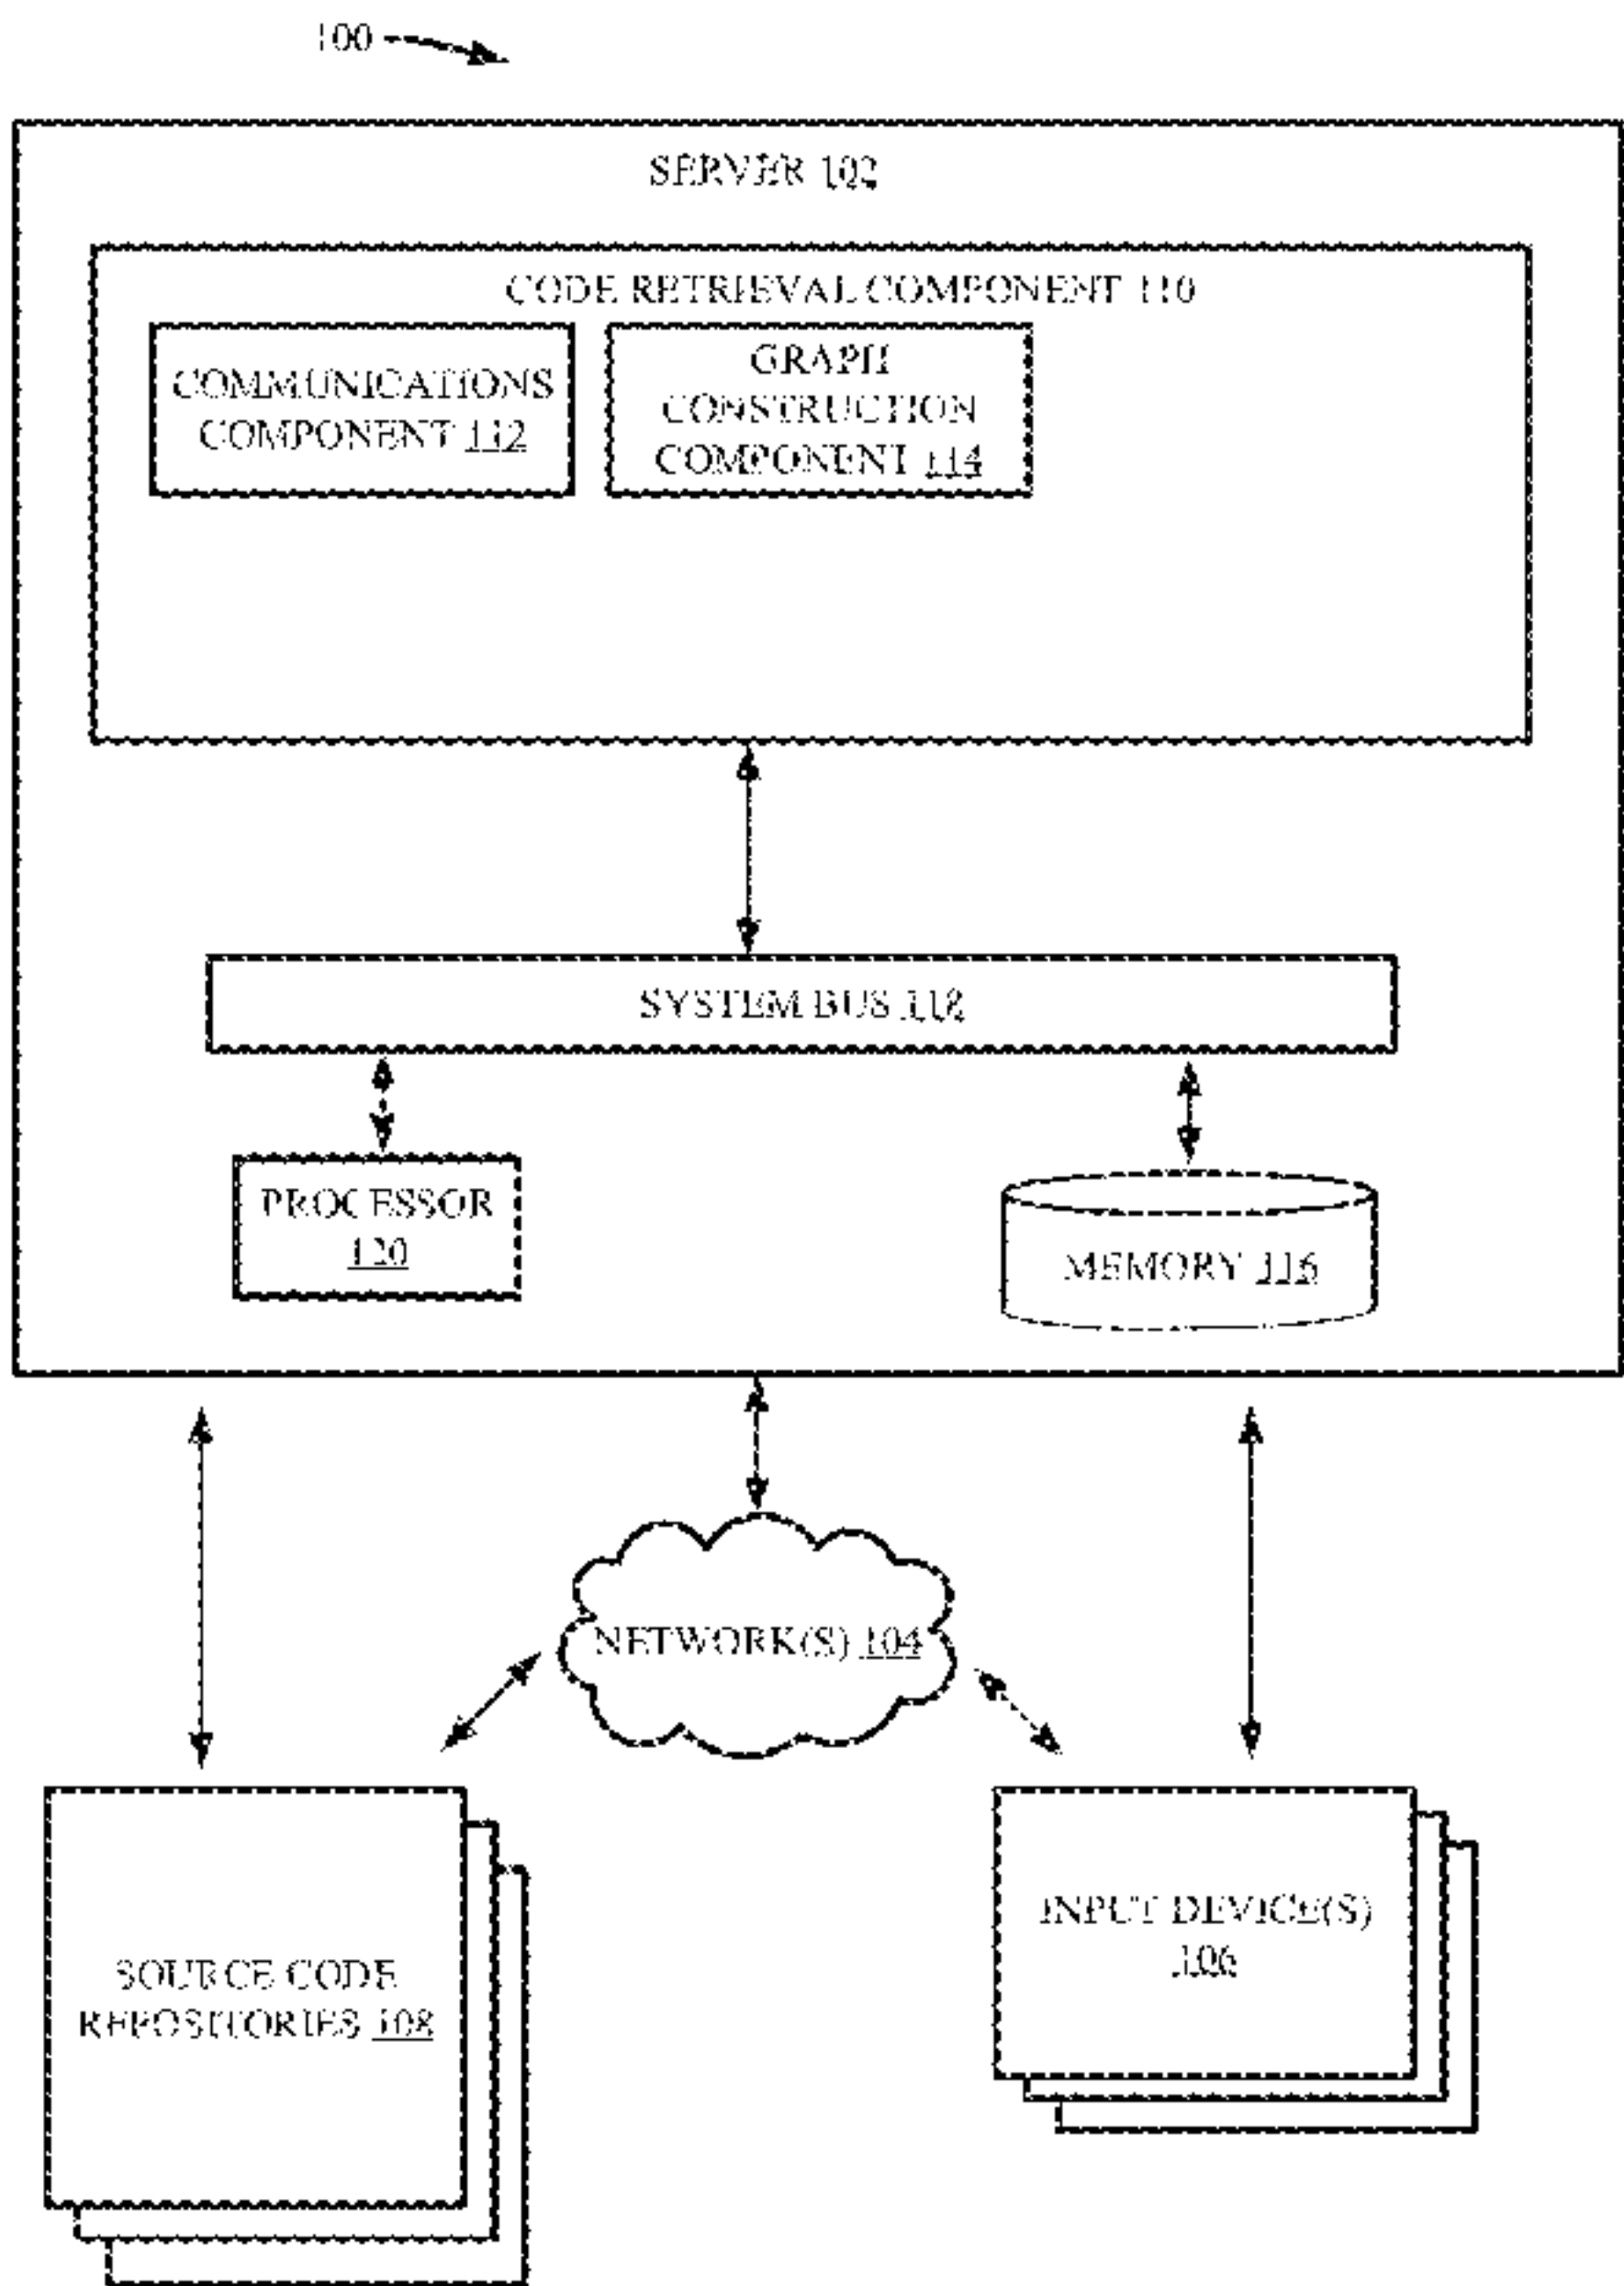 100
SERVER 102
CODE RETRIEVAL COMPONENT 110
COMMUNICATIONS
COMPONENT 112
GRAPH
CONSTRUCTION
COMPONENT 114
SYSTEM BUS 118
PROCESSOR
120
MEMORY 116
NETWORK(S) 104
SOURCE CODE
REPOSITORIES 108
INPUT DEVICE(S)
106